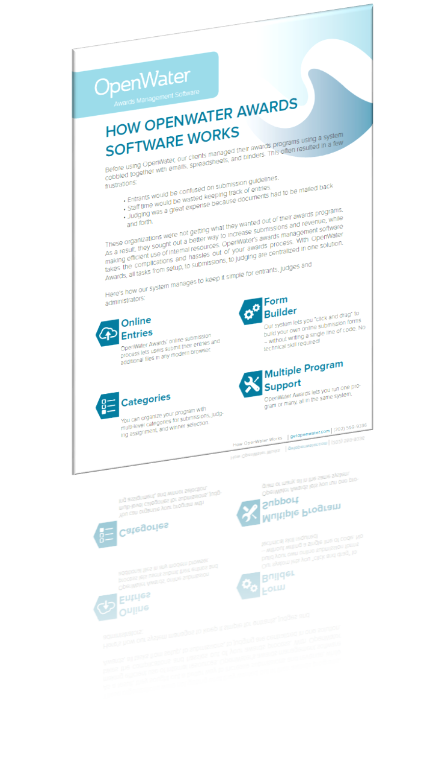 OpenWater
Awards Management Software
HOW OPENWATER AWARDS
SOFTWARE WORKS
Before using OpenWater, our clients managed their awards programs using a system
cobbled together with emails, spreadsheets, and binders. This often resulted in a few
frustrations:
• Entrants would be confused on submission guidelines.
• Staff time would be wasted keeping track of entries.
• Judging was a great expense because documents had to be mailed back
and forth.
These organizations were not getting what they wanted out of their awards programs.
As a result, they sought out a better way to increase submissions and revenue, while
making efficient use of internal resources. OpenWater's awards management software
takes the complications and hassles out of your awards process. With OpenWater
Awards, all tasks from setup, to submissions, to judging are centralized in one solution.
Here's how our system manages to keep it simple for entrants, judges and
administrators:
Online
Entries
OpenWater Awards' online submission
process lets users submit their entries and
additional files in any modern browser.
Form
Builder
Our system lets you "click and drag" to
build your own online submission forms
– without writing a single line of code. No
technical skill required!
Categories
You can organize your program with
multi-level categories for submissions, judg-
ing assignment, and winner selection.
Multiple Program
Support
OpenWater Awards lets you run one pro-
gram or many, all in the same system.